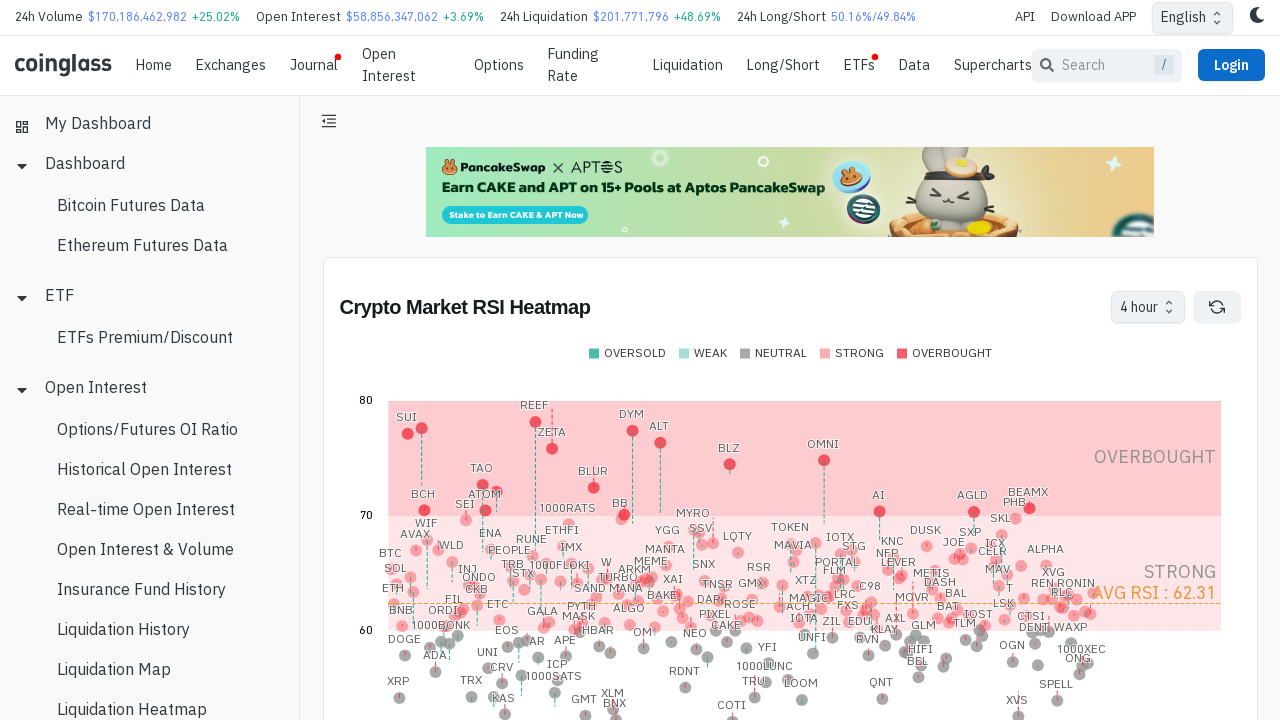 24h Volume $170,186,462,982 +25.02% Open Interest $58,856,347,062 +3.69% 24h Liquidation $201,771,796 +48.69% 24h Long/Short 50.16%/49.84% API Download APP English
coinglass Home Exchanges Journal Open Interest Options Funding Rate Liquidation Long/Short ETFs Data Supercharts Search / Login
My Dashboard
Dashboard
Bitcoin Futures Data
Ethereum Futures Data
ETF
ETFs Premium/Discount
Open Interest
Options/Futures OI Ratio
Historical Open Interest
Real-time Open Interest
Open Interest & Volume
Insurance Fund History
Liquidation History
Liquidation Map
Liquidation Heatmap
PancakeSwap X APTOS
Earn CAKE and APT on 15+ Pools at Aptos PancakeSwap
Stake to Earn CAKE & APT Now
Crypto Market RSI Heatmap 4 hour
OVERSOLD WEAK NEUTRAL STRONG OVERBOUGHT
80
REEF
SUI DYM
ZETA ALT
OMNI
BLZ
OVERBOUGHT
TAO BLUR
BCH ATOM AI AGLD BEAMX
SEI 1000RATS BB PHB
70
MYRO SKL
WIF YGG SSV TOKEN
AVAX ENA ETHFI LQTY DUSK SXP
RUNE IOTX KNC JOE ICX
BTC WLD PEOPLE IMX MANTA MAVIA STG NFP CELR ALPHA
SOL INJ TRB 1000FLOKI W MEME SNX RSR PORTAL LEVER MAV XVG
STX ARKM FLM METIS
ONDO TURBO XAI TNSR GMX XTZ C98 DASH REN RONIN
STRONG
ETH CKB SAND MANA BAKE LRC BAL T RLC
AVG RSI : 62.31
FIL DAR MAGIC MOVR
BNB ORDI ETC GALA PYTH ALGO ROSE ACH FXS BAT LSK
MASK PIXEL IOTA ZIL EDU AXL IOST CTSI
1000BONK CAKE GLM TLM DENT WAXP
60
EOS HBAR OM NEO UNFI KLAY
DOGE AR APE YFI RVN OGN 1000XEC
ADA UNI HIFI ONG
CRV ICP RDNT 1000LUNC BEL
XRP TRX 1000SATS TRU LOOM QNT SPELL
KAS GMT XLM BNX COTI XVS